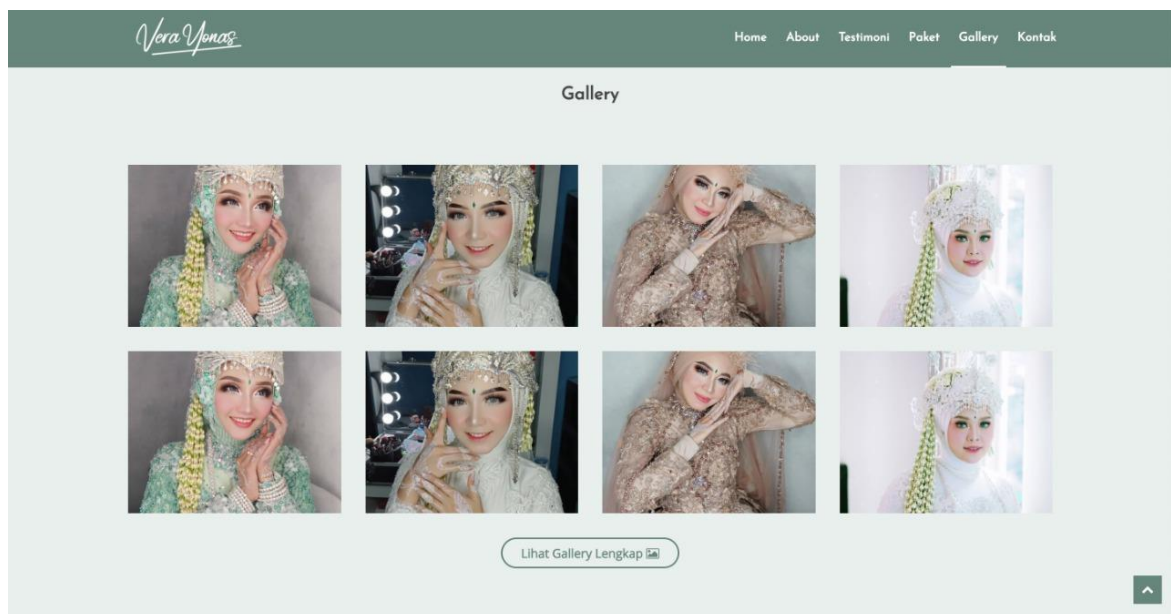 Vera Yonas
Home About Testimoni Paket Gallery Kontak
Gallery
Lihat Gallery Lengkap